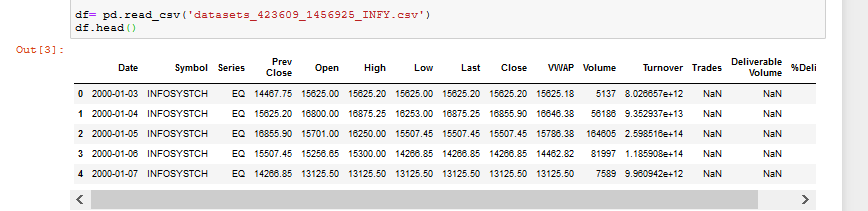 df= pd.read_csv('datasets_423609_1456925_INFY.csv')
df.head()
Out[3]:
Date Symbol Series Prev Close Open High Low Last Close VWAP Volume Turnover Trades Deliverable Volume %Deli
0 2000-01-03 INFOSYSTCH EQ 14467.75 15625.00 15625.20 15625.00 15625.20 15625.20 15625.18 5137 8.026657e+12 NaN NaN
1 2000-01-04 INFOSYSTCH EQ 15625.20 16800.00 16875.25 16253.00 16875.25 16855.90 16646.38 56186 9.352937e+13 NaN NaN
2 2000-01-05 INFOSYSTCH EQ 16855.90 15701.00 16250.00 15507.45 15507.45 15507.45 15786.38 164605 2.598516e+14 NaN NaN
3 2000-01-06 INFOSYSTCH EQ 15507.45 15256.65 15300.00 14266.85 14266.85 14266.85 14462.82 81997 1.185908e+14 NaN NaN
4 2000-01-07 INFOSYSTCH EQ 14266.85 13125.50 13125.50 13125.50 13125.50 13125.50 13125.50 7589 9.960942e+12 NaN NaN